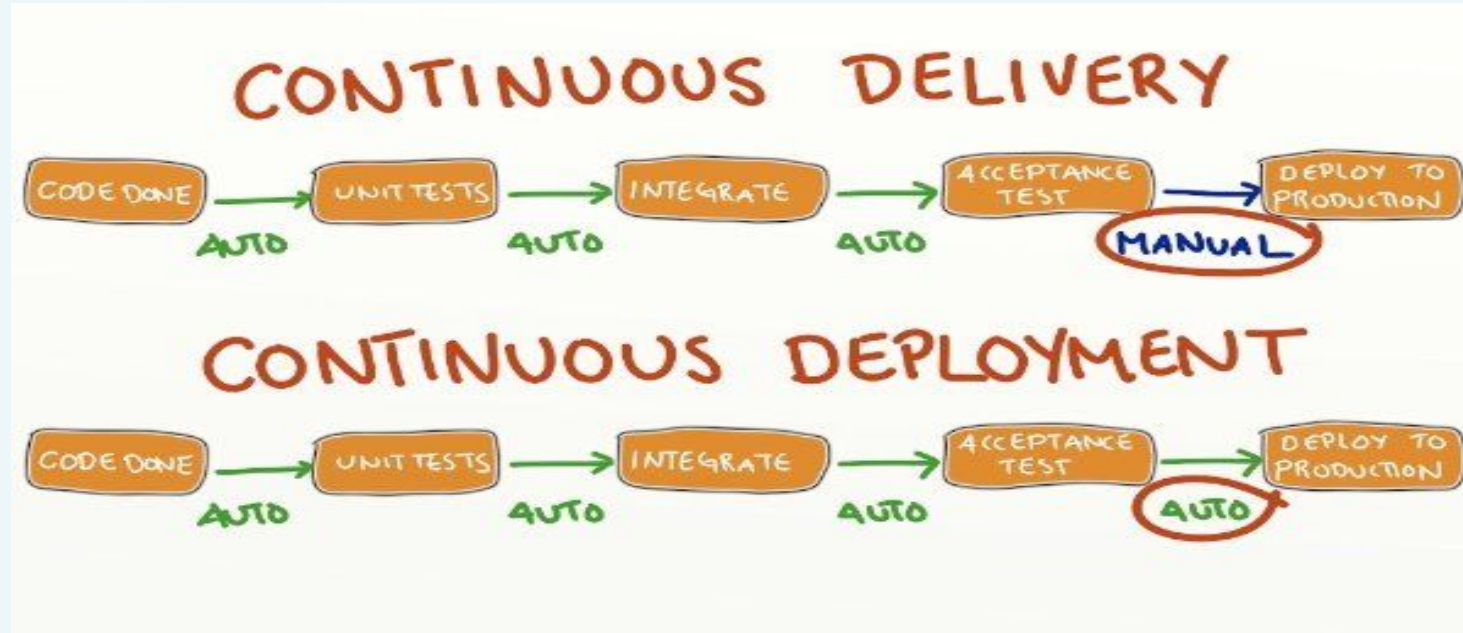 CONTINUOUS DELIVERY
CODE DONE
UNIT TESTS
INTEGRATE
ACCEPTANCE
TEST
DEPLOY TO
PRODUCTION
AUTO
AUTO
AUTO
MANUAL
CONTINUOUS DEPLOYMENT
CODE DONE
UNIT TESTS
INTEGRATE
ACCEPTANCE
TEST
DEPLOY TO
PRODUCTION
AUTO
AUTO
AUTO
AUTO